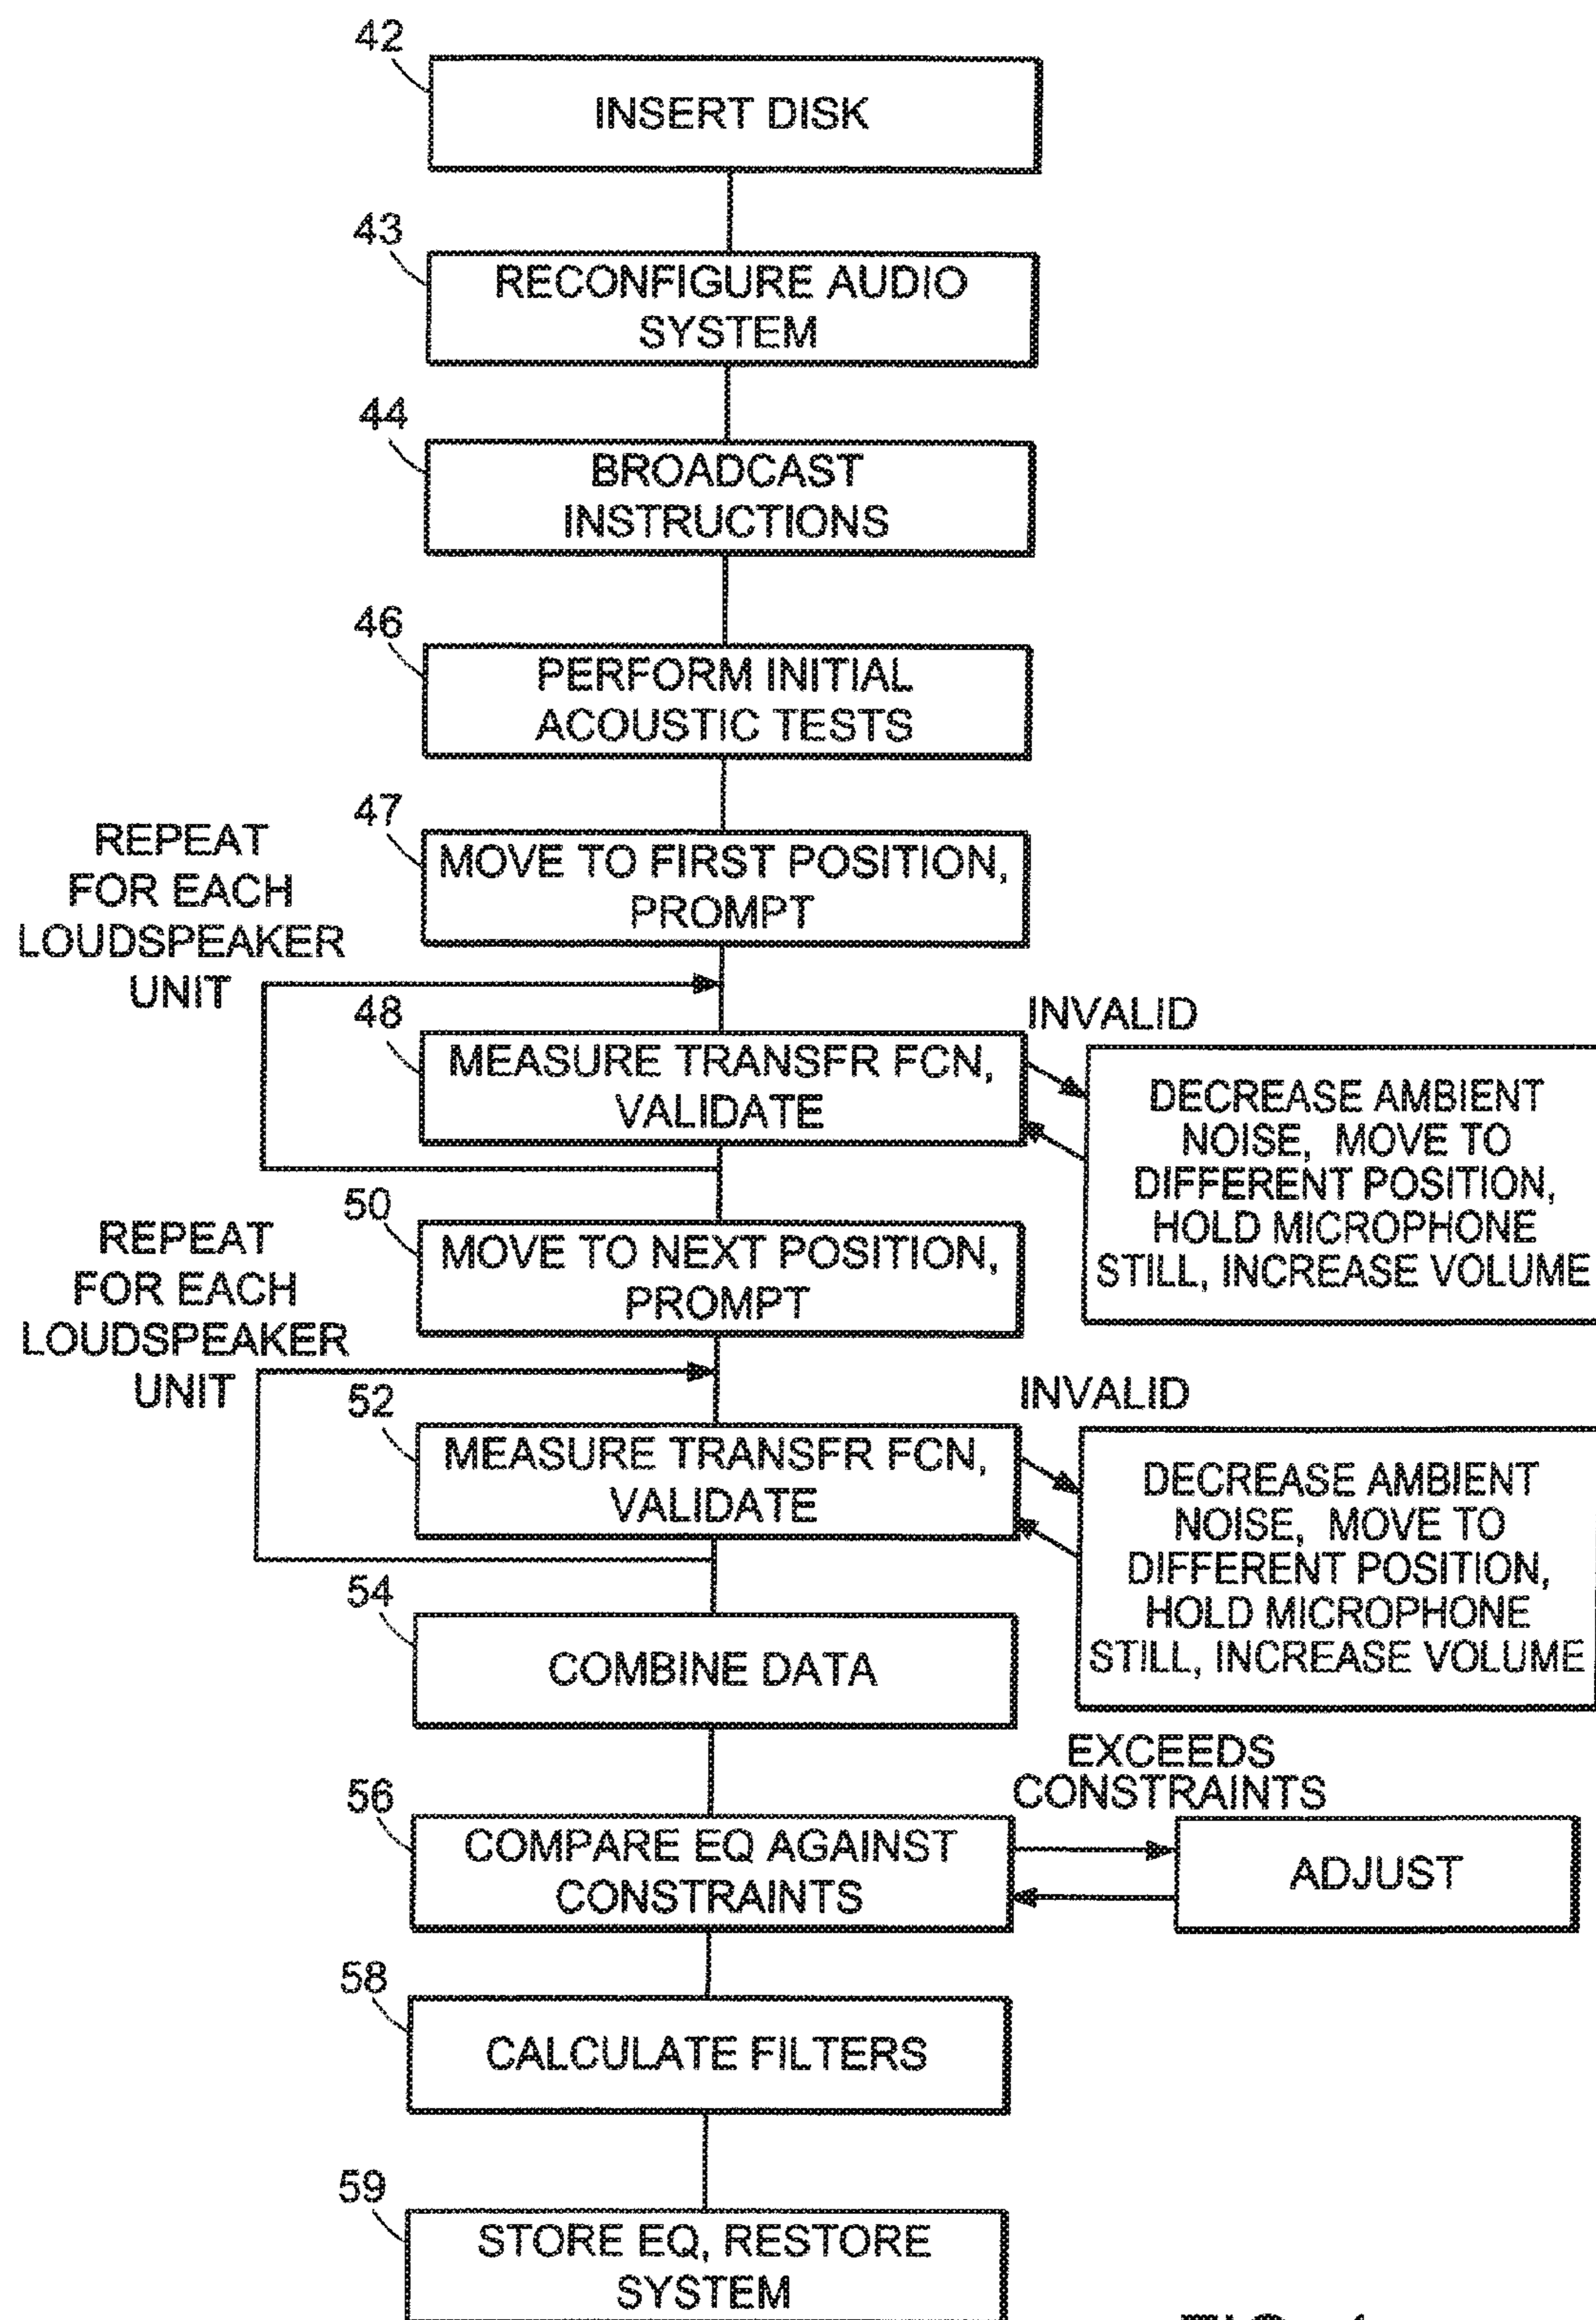 42
INSERT DISK
43
RECONFIGURE AUDIO
SYSTEM
44
BROADCAST
INSTRUCTIONS
46
PERFORM INITIAL
ACOUSTIC TESTS
47
MOVE TO FIRST POSITION,
PROMPT
REPEAT
FOR EACH
LOUDSPEAKER
UNIT
48
MEASURE TRANSFR FCN,
VALIDATE
INVALID
DECREASE AMBIENT
NOISE, MOVE TO
DIFFERENT POSITION,
HOLD MICROPHONE
STILL, INCREASE VOLUME
50
MOVE TO NEXT POSITION,
PROMPT
REPEAT
FOR EACH
LOUDSPEAKER
UNIT
52
MEASURE TRANSFR FCN,
VALIDATE
INVALID
DECREASE AMBIENT
NOISE, MOVE TO
DIFFERENT POSITION,
HOLD MICROPHONE
STILL, INCREASE VOLUME
54
COMBINE DATA
56
COMPARE EQ AGAINST
CONSTRAINTS
EXCEEDS
CONSTRAINTS
ADJUST
58
CALCULATE FILTERS
59
STORE EQ, RESTORE
SYSTEM